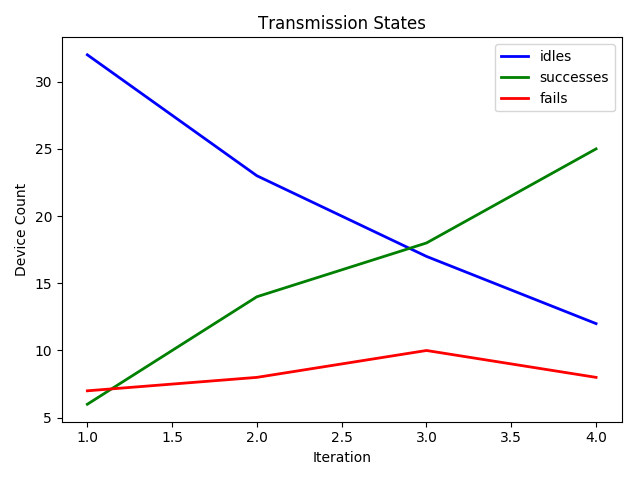 Transmission States
idles
successes
fails
Device Count
30
25
20
15
10
5
1.0 1.5 2.0 2.5 3.0 3.5 4.0
Iteration